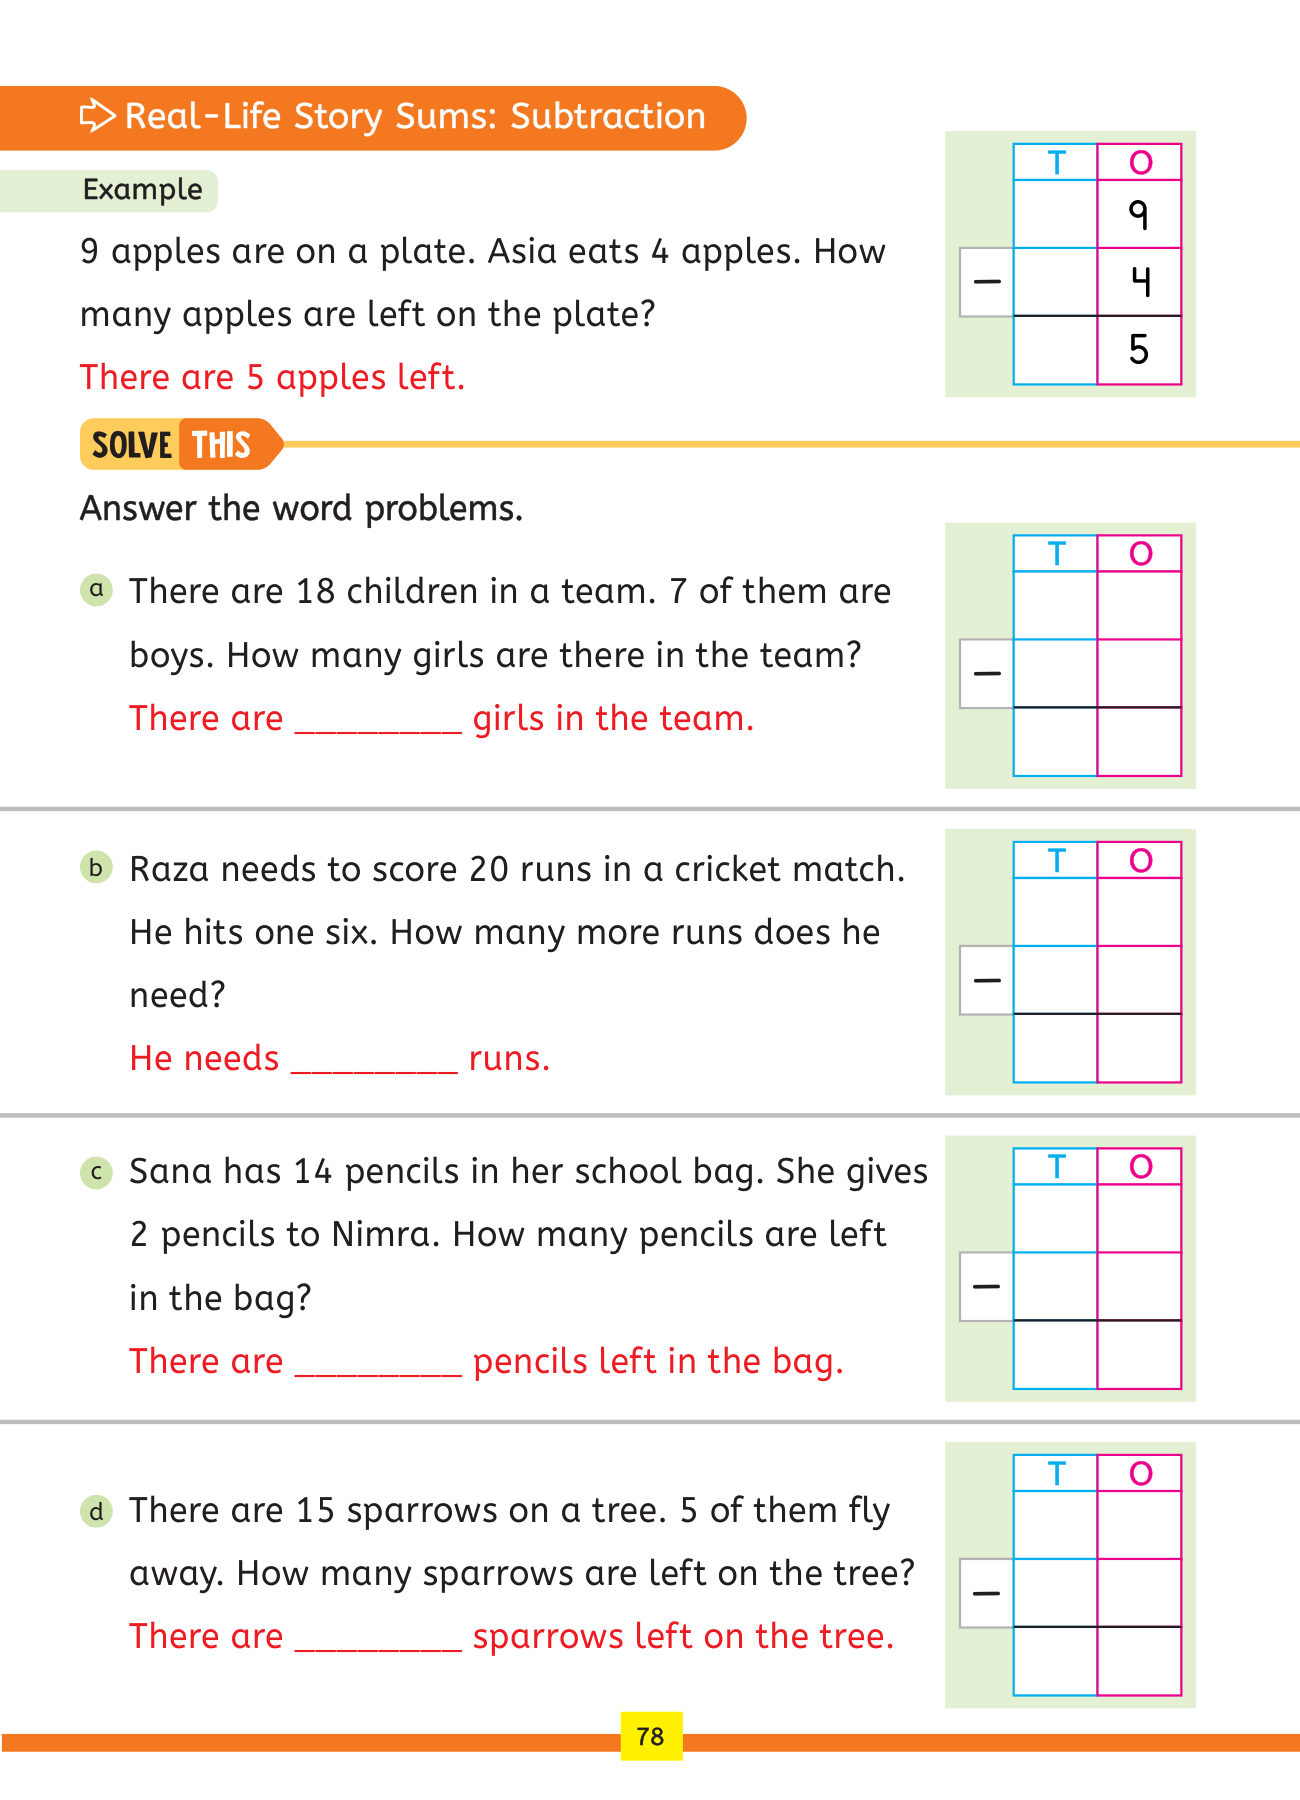 Real-Life Story Sums: Subtraction
Example
9 apples are on a plate. Asia eats 4 apples. How
many apples are left on the plate?
There are 5 apples left.
T O
9
– 4
5
SOLVE THIS
Answer the word problems.
a There are 18 children in a team. 7 of them are
boys. How many girls are there in the team?
There are ________ girls in the team.
T O
–
b Raza needs to score 20 runs in a cricket match.
He hits one six. How many more runs does he
need?
He needs ________ runs.
T O
–
c Sana has 14 pencils in her school bag. She gives
2 pencils to Nimra. How many pencils are left
in the bag?
There are ________ pencils left in the bag.
T O
–
d There are 15 sparrows on a tree. 5 of them fly
away. How many sparrows are left on the tree?
There are ________ sparrows left on the tree.
T O
–
78